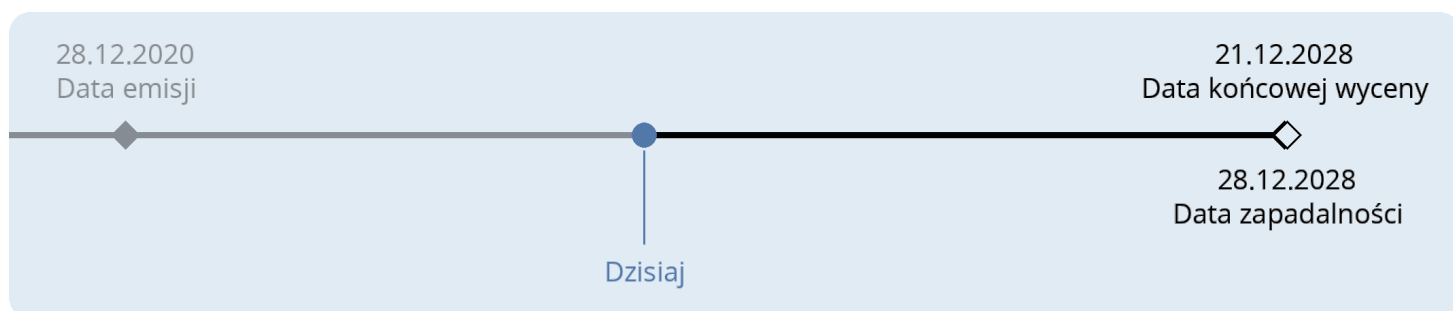 28.12.2020
Data emisji
21.12.2028
Data końcowej wyceny
28.12.2028
Data zapadalności
Dzisiaj